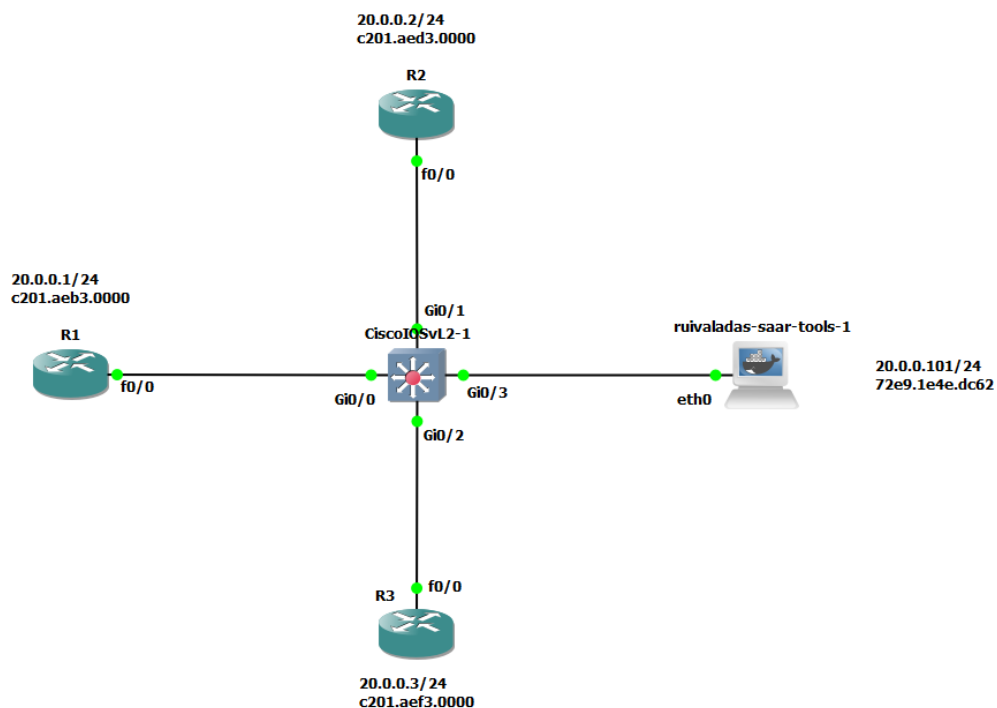 20.0.0.2/24
c201.aed3.0000
R2
f0/0
20.0.0.1/24
c201.aeb3.0000
R1
f0/0
Gi0/1
CiscoIOSvL2-1
Gi0/0
Gi0/3
Gi0/2
ruivaladas-saar-tools-1
eth0
20.0.0.101/24
72e9.1e4e.dc62
f0/0
R3
20.0.0.3/24
c201.aef3.0000